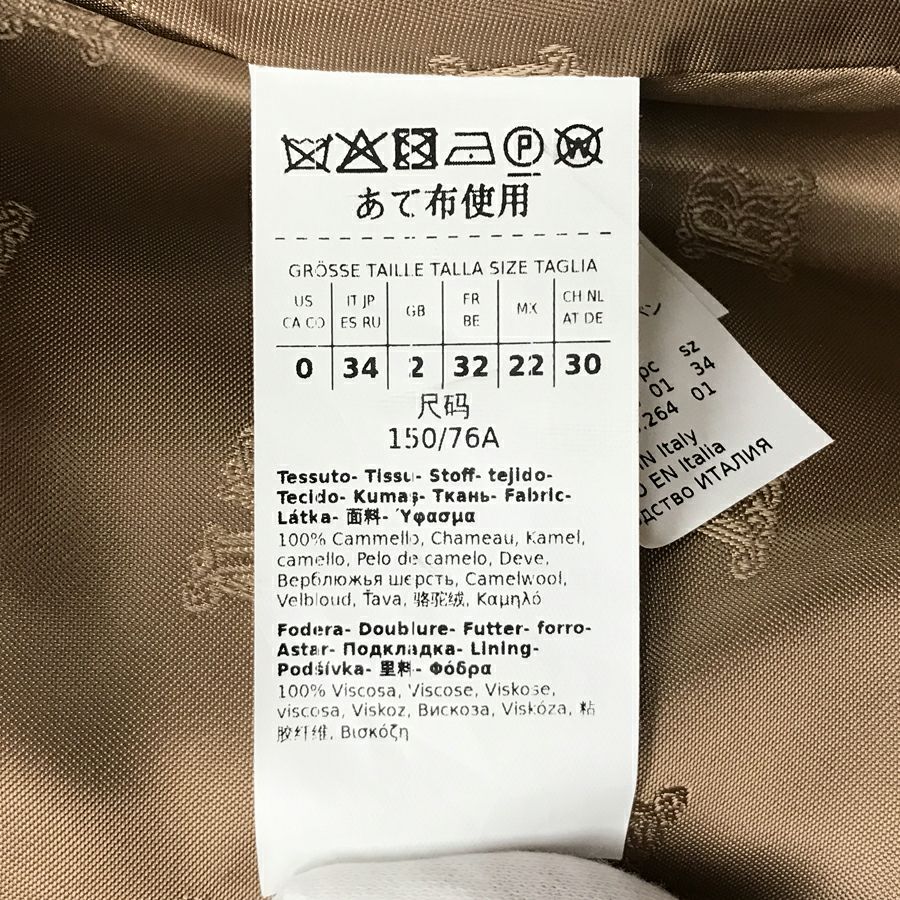 P W
あて布使用
GRÖSSE TAILLE TALLA SIZE TAGLIA
US CA CO IT JP ES RU GB FR BE MX CH NL AT DE
0 34 2 32 22 30
尺码
150/76A
Tessuto- Tissu- Stoff- tejido-
Tecido- Kumaş- Ткань- Fabric-
Látka- 面料- Ύφασμα
100% Cammello, Chameau, Kamel,
camello, Pelo de camelo, Deve,
Верблюжья шерсть, Camelwool,
Velbloud, Ťava, 骆驼绒, Καμηλό
Fodera- Doublure- Futter- forro-
Astar- Подкладка- Lining-
Podšívka- 里料- Φόδρα
100% Viscosa, Viscose, Viskose,
viscosa, Viskoz, Вискоза, Viskóza, 粘
胶纤维, Βισκόζη
pc sz
01 34
.264 01
IN Italy
EN Italia
ИТАЛИЯ